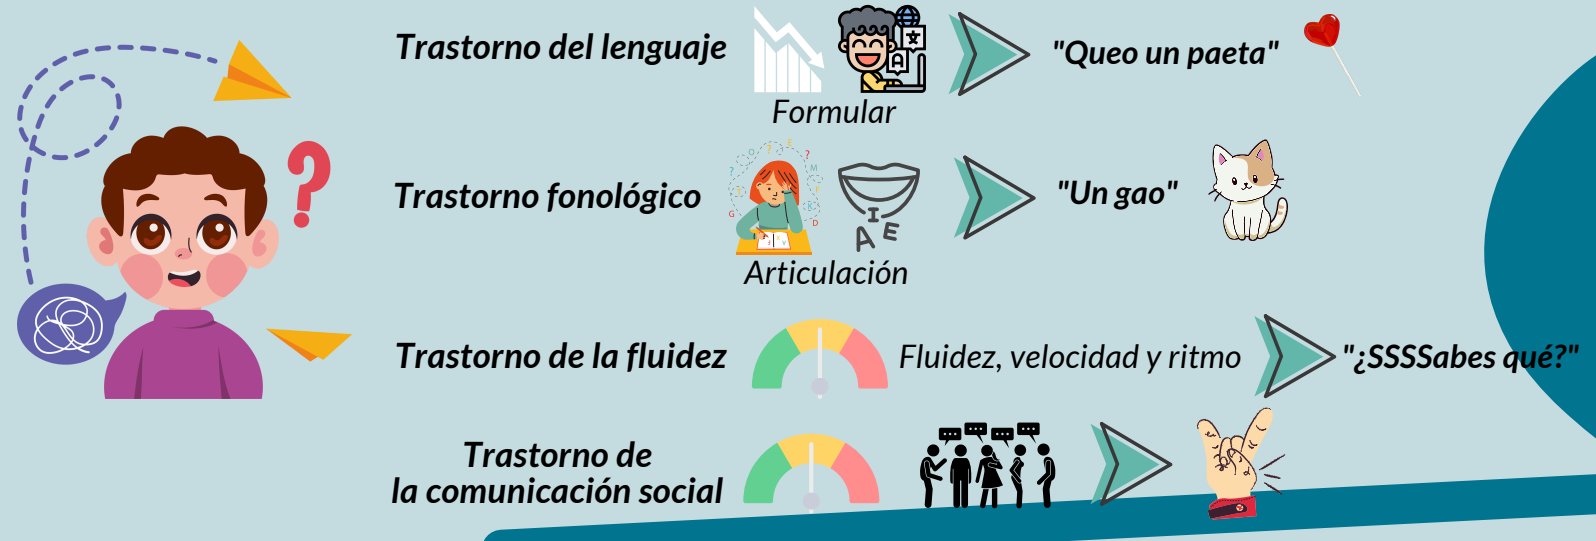 Trastorno del lenguaje
Formular
"Queo un paeta"
Trastorno fonológico
Articulación
"Un gao"
Trastorno de la fluidez
Fluidez, velocidad y ritmo
"¿SSSSabes qué?"
Trastorno de
la comunicación social